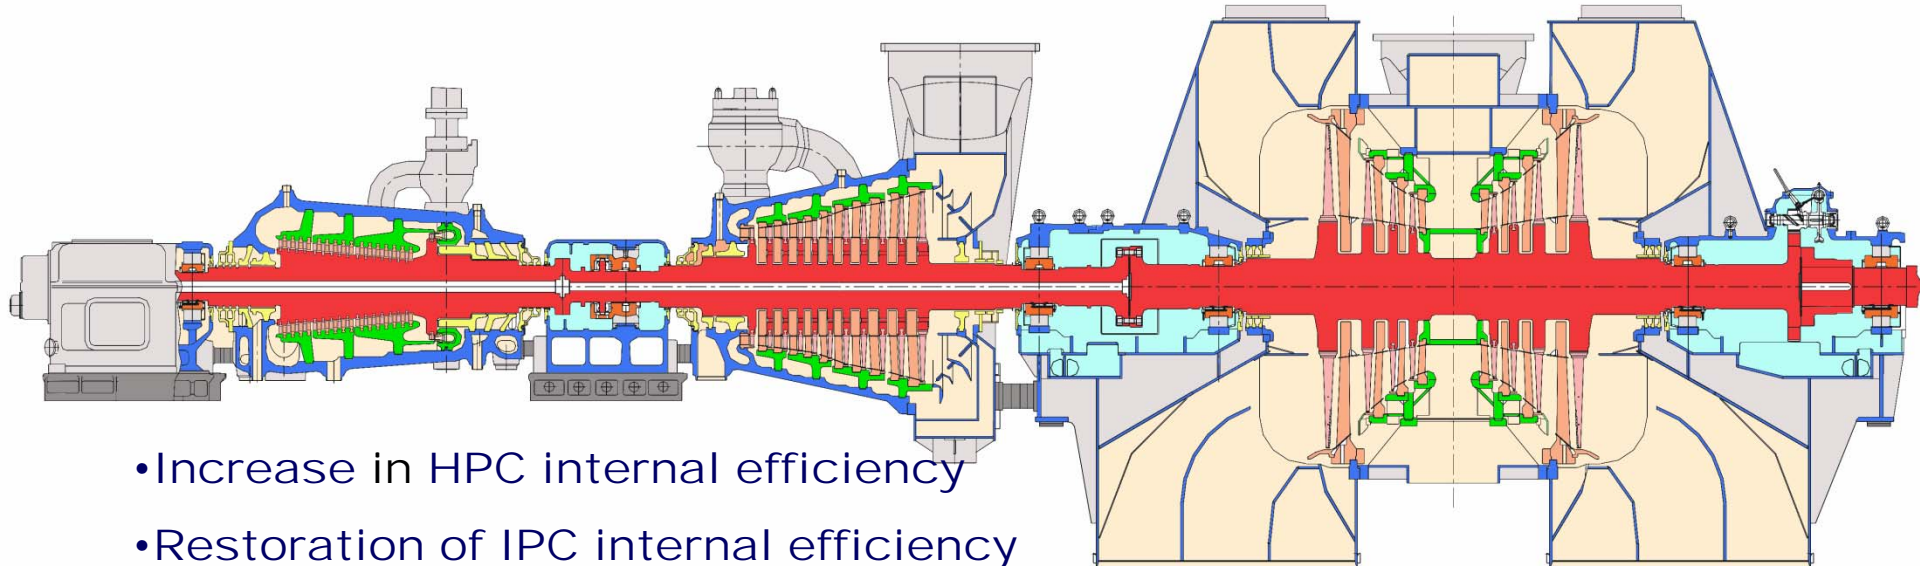 •Increase in HPC internal efficiency
•Restoration of IPC internal efficiency